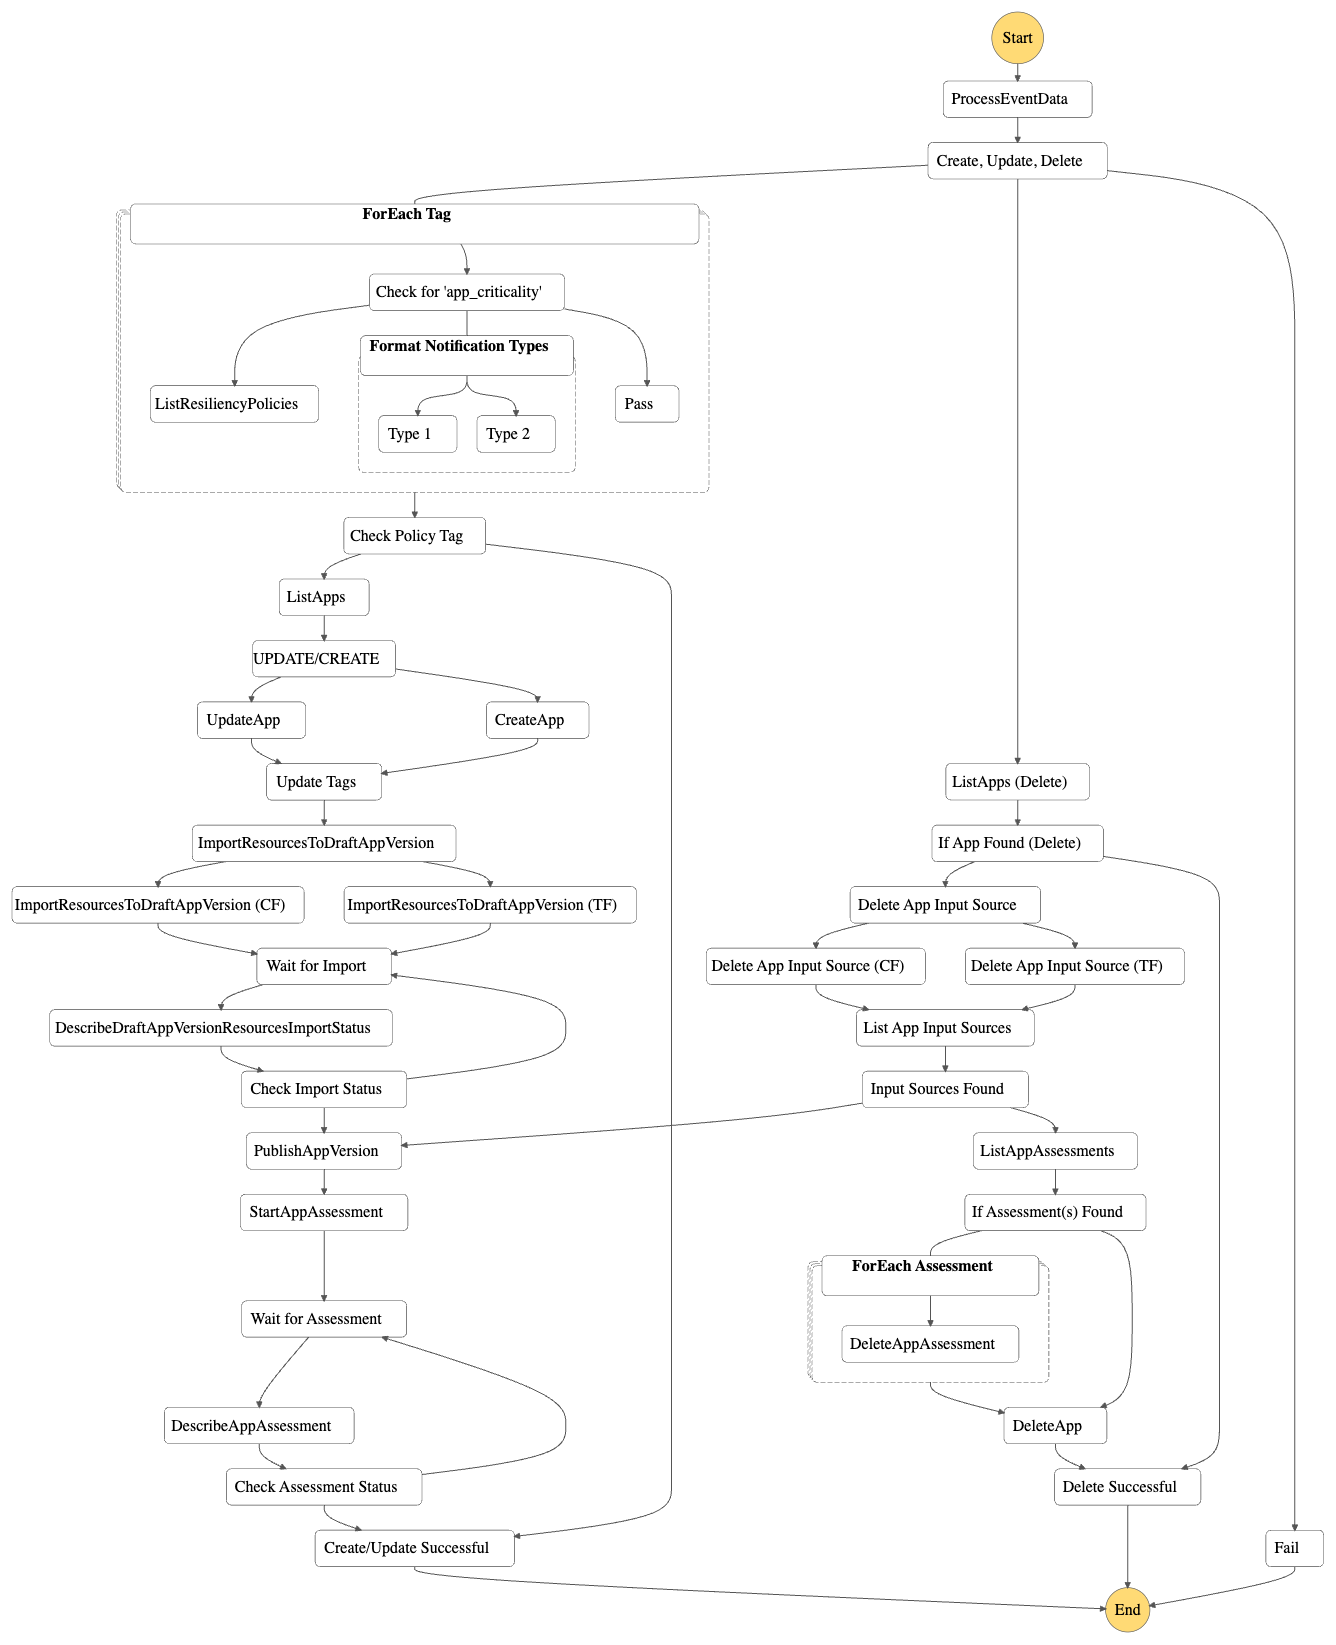 Start
ProcessEventData
Create, Update, Delete
ForEach Tag
Check for 'app_criticality'
Format Notification Types
ListResiliencyPolicies
Pass
Type 1
Type 2
Check Policy Tag
ListApps
UPDATE/CREATE
UpdateApp
CreateApp
Update Tags
ListApps (Delete)
ImportResourcesToDraftAppVersion
If App Found (Delete)
ImportResourcesToDraftAppVersion (CF)
ImportResourcesToDraftAppVersion (TF)
Delete App Input Source
Wait for Import
Delete App Input Source (CF)
Delete App Input Source (TF)
DescribeDraftAppVersionResourcesImportStatus
List App Input Sources
Check Import Status
Input Sources Found
PublishAppVersion
ListAppAssessments
StartAppAssessment
If Assessment(s) Found
ForEach Assessment
Wait for Assessment
DeleteAppAssessment
DescribeAppAssessment
DeleteApp
Check Assessment Status
Delete Successful
Create/Update Successful
Fail
End